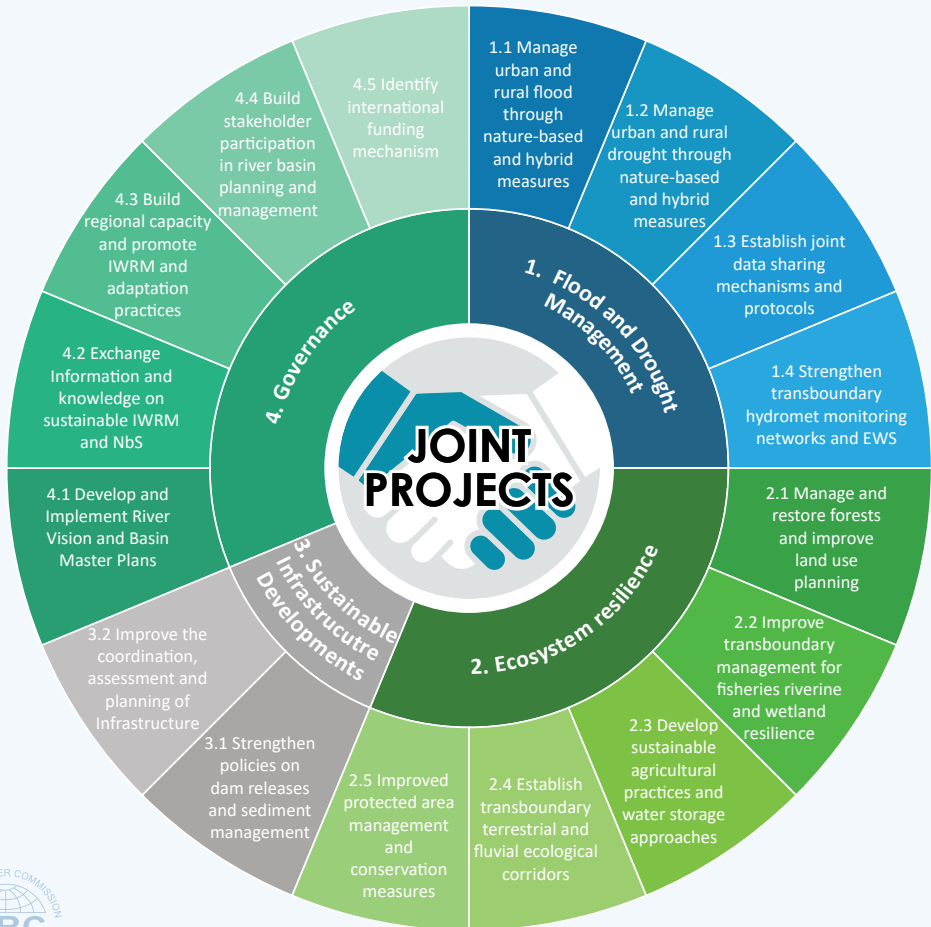 JOINT
PROJECTS
1. Flood and Drought
Management
1.1 Manage
urban and
rural flood
through
nature-based
and hybrid
measures
1.2 Manage
urban and rural
drought through
nature-based
and hybrid
measures
1.3 Establish joint
data sharing
mechanisms and
protocols
1.4 Strengthen
transboundary
hydromet monitoring
networks and EWS
2. Ecosystem resilience
2.1 Manage and
restore forests
and improve
land use
planning
2.2 Improve
transboundary
management for
fisheries riverine
and wetland
resilience
2.3 Develop
sustainable
agricultural
practices and
water storage
approaches
2.4 Establish
transboundary
terrestrial and
fluvial ecological
corridors
2.5 Improved
protected area
management
and
conservation
measures
3. Sustainable
Infrastrucutre
Developments
3.1 Strengthen
policies on
dam releases
and sediment
management
3.2 Improve the
coordination,
assessment and
planning of
Infrastructure
4. Governance
4.1 Develop and
Implement River
Vision and Basin
Master Plans
4.2 Exchange
Information and
knowledge on
sustainable IWRM
and NbS
4.3 Build
regional capacity
and promote
IWRM and
adaptation
practices
4.4 Build
stakeholder
participation
in river basin
planning and
management
4.5 Identify
international
funding
mechanism
COMMISSION